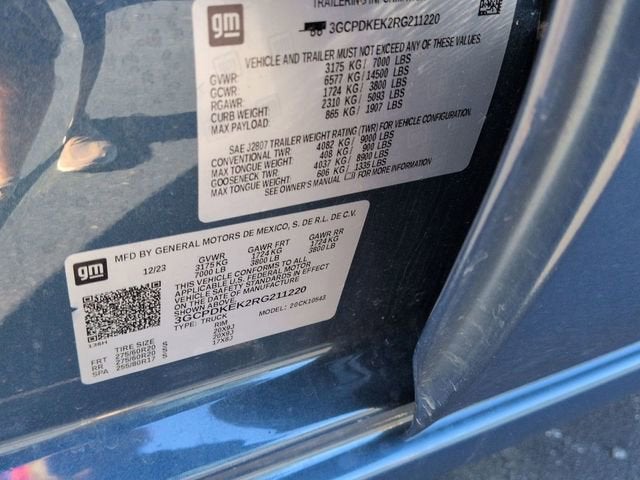 gm
TRAILERING INFORMATION
3GCPDKEK2RG211220
VEHICLE AND TRAILER MUST NOT EXCEED ANY OF THESE VALUES
GVWR: 3175 KG / 7000 LBS
GCWR: 6577 KG / 14500 LBS
RGAWR: 1724 KG / 3800 LBS
CURB WEIGHT: 2310 KG / 5093 LBS
MAX PAYLOAD: 865 KG / 1907 LBS
SAE J2807 TRAILER WEIGHT RATING (TWR) FOR VEHICLE CONFIGURATION
CONVENTIONAL TWR: 4082 KG / 9000 LBS
MAX TONGUE WEIGHT: 408 KG / 900 LBS
GOOSENECK TWR: 4037 KG / 8900 LBS
MAX TONGUE WEIGHT: 606 KG / 1335 LBS
SEE OWNER'S MANUAL FOR MORE INFORMATION
gm
MFD BY GENERAL MOTORS DE MEXICO, S. DE R.L. DE C.V.
12/23 GVWR GAWR FRT GAWR RR
3175 KG 1724 KG 1724 KG
7000 LB 3800 LB 3800 LB
THIS VEHICLE CONFORMS TO ALL
APPLICABLE U.S. FEDERAL MOTOR
VEHICLE SAFETY STANDARDS IN EFFECT
ON THE DATE OF MANUFACTURE
SHOWN ABOVE.
3GCPDKEK2RG211220
TYPE: TRUCK MODEL: 2GCK10543
136H
TIRE SIZE RIM
FRT 275/60R20 S 20X9J
RR 275/60R20 S 20X9J
SPA 255/80R17 S 17X8J